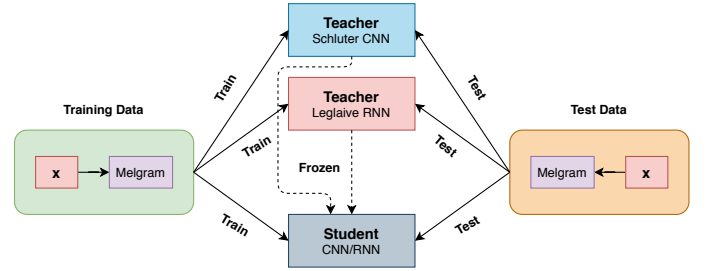 Teacher
Schluter CNN
Train
Test
Training Data
Teacher
Leglaive RNN
Test Data
Train
Test
x
Melgram
Frozen
Melgram
x
Train
Student
CNN/RNN
Test